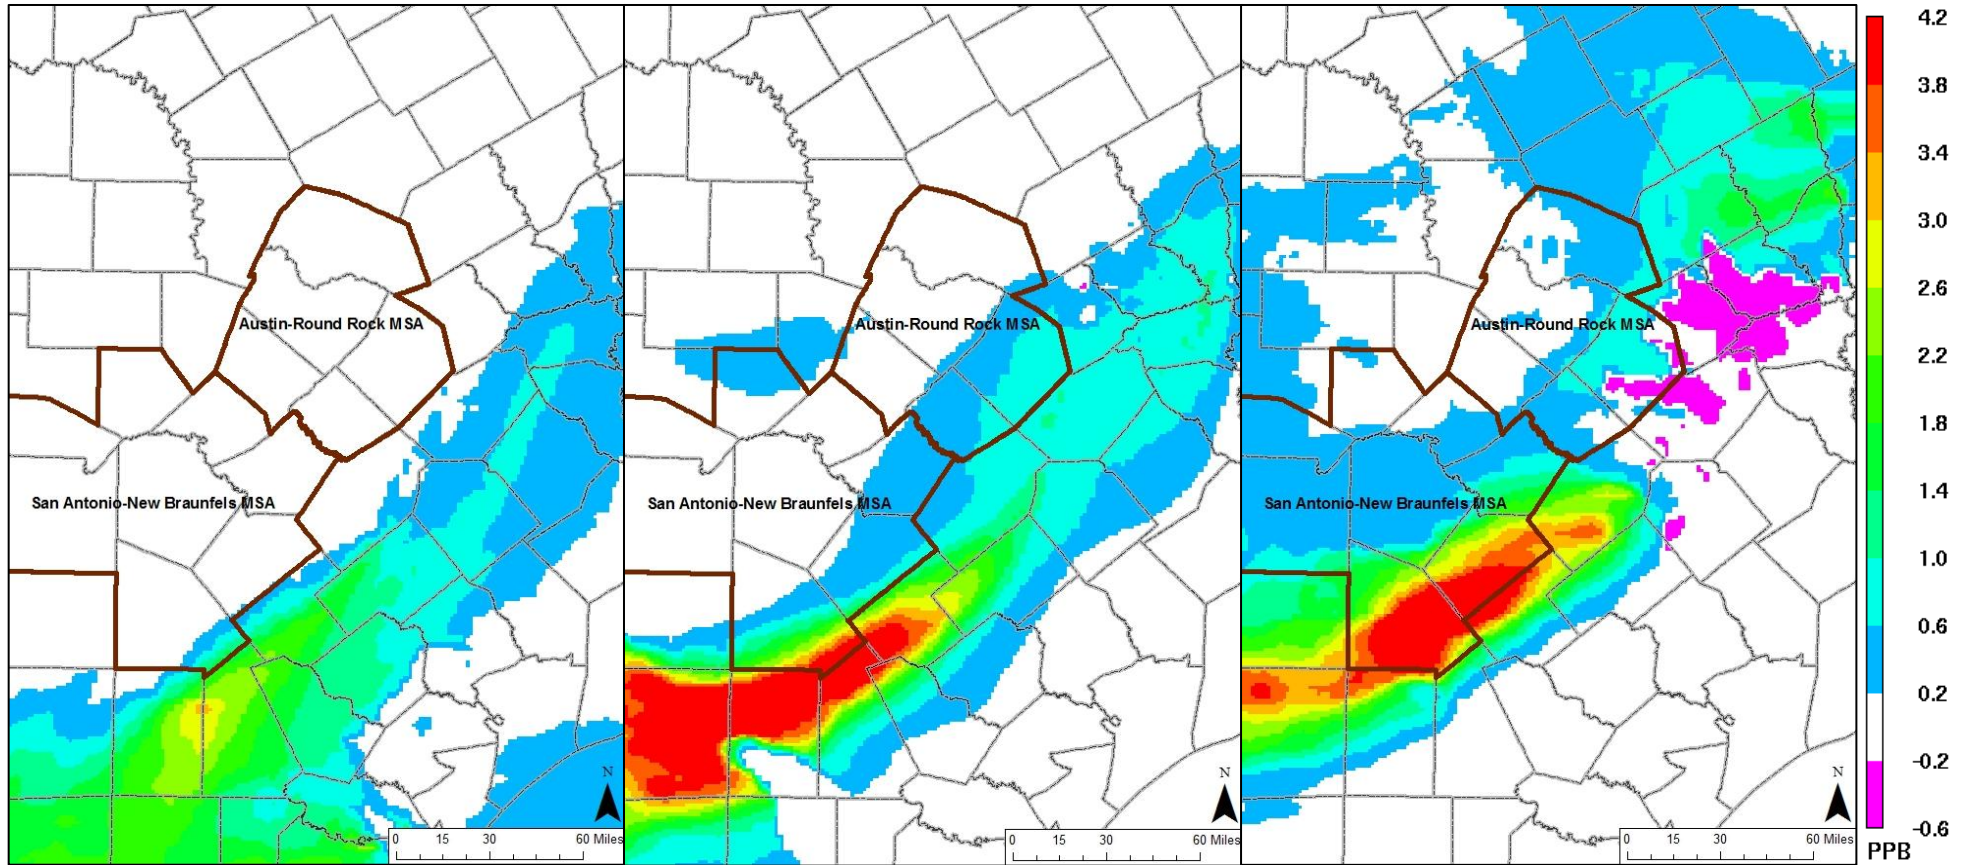 Austin-Round Rock MSA
San Antonio-New Braunfels MSA
N
0 15 30 60 Miles
Austin-Round Rock MSA
San Antonio-New Braunfels MSA
N
0 15 30 60 Miles
Austin-Round Rock MSA
San Antonio-New Braunfels MSA
N
0 15 30 60 Miles
4.2
3.8
3.4
3.0
2.6
2.2
1.8
1.4
1.0
0.6
0.2
-0.2
-0.6
PPB